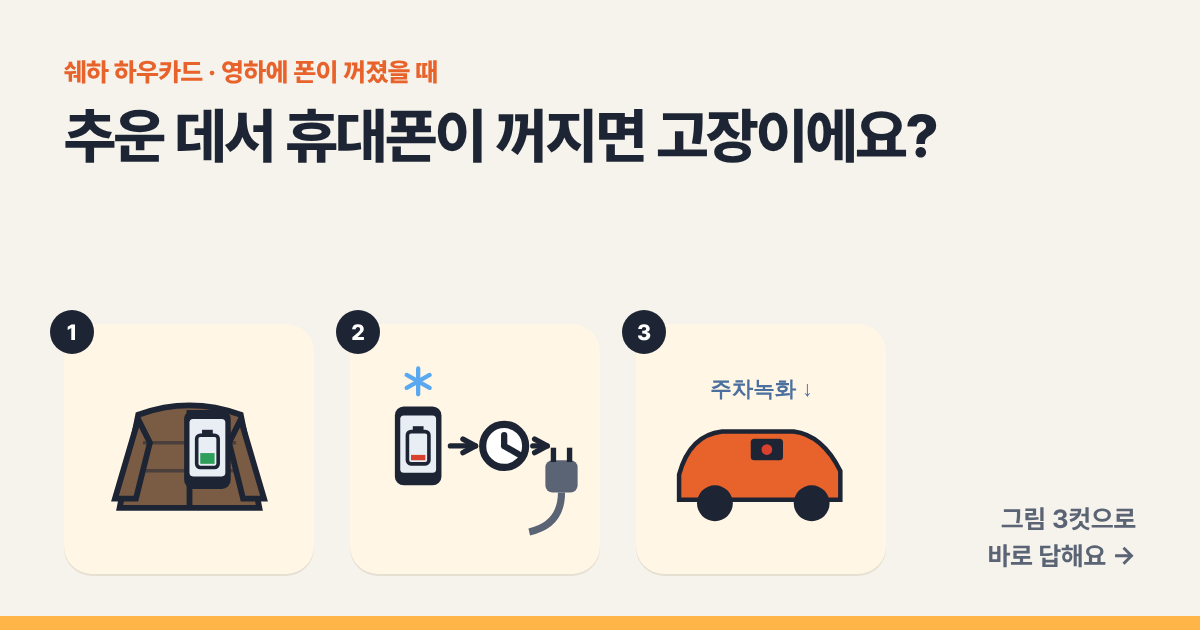 쉐하 하우카드 · 영하에 폰이 꺼졌을 때
추운 데서 휴대폰이 꺼지면 고장이에요?
1
2
3
주차녹화 ↓
그림 3컷으로
바로 답해요 →